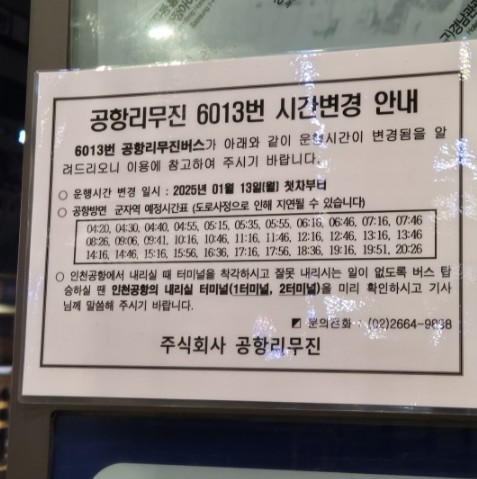 공항리무진 6013번 시간변경 안내
6013번 공항리무진버스가 아래와 같이 운행시간이 변경됨을 알
려드리오니 이용에 참고하여 주시기 바랍니다.
○ 운행시간 변경 일시 : 2025년 01월 13일(월) 첫차부터
○ 공항방면 군자역 예정시간표 (도로사정으로 인해 지연될 수 있습니다)
04:20, 04:30, 04:40, 04:55, 05:15, 05:35, 05:55, 06:16, 06:46, 07:16, 07:46
08:26, 09:06, 09:41, 10:16, 10:46, 11:16, 11:46, 12:16, 12:46, 13:16, 13:46
14:16, 14:46, 15:16, 15:56, 16:36, 17:16, 17:56, 18:36, 19:16, 19:51, 20:26
○ 인천공항에서 내리실 때 터미널을 착각하시고 잘못 내리시는 일이 없도록 버스 탑
승하실 땐 인천공항의 내리실 터미널(1터미널, 2터미널)을 미리 확인하시고 기사
님께 말씀해 주시기 바랍니다.
문의전화 : (02)2664-9898
주식회사 공항리무진